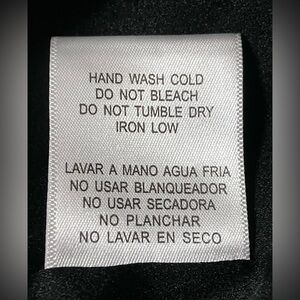 HAND WASH COLD
DO NOT BLEACH
DO NOT TUMBLE DRY
IRON LOW
LAVAR A MANO AGUA FRIA
NO USAR BLANQUEADOR
NO USAR SECADORA
NO PLANCHAR
NO LAVAR EN SECO